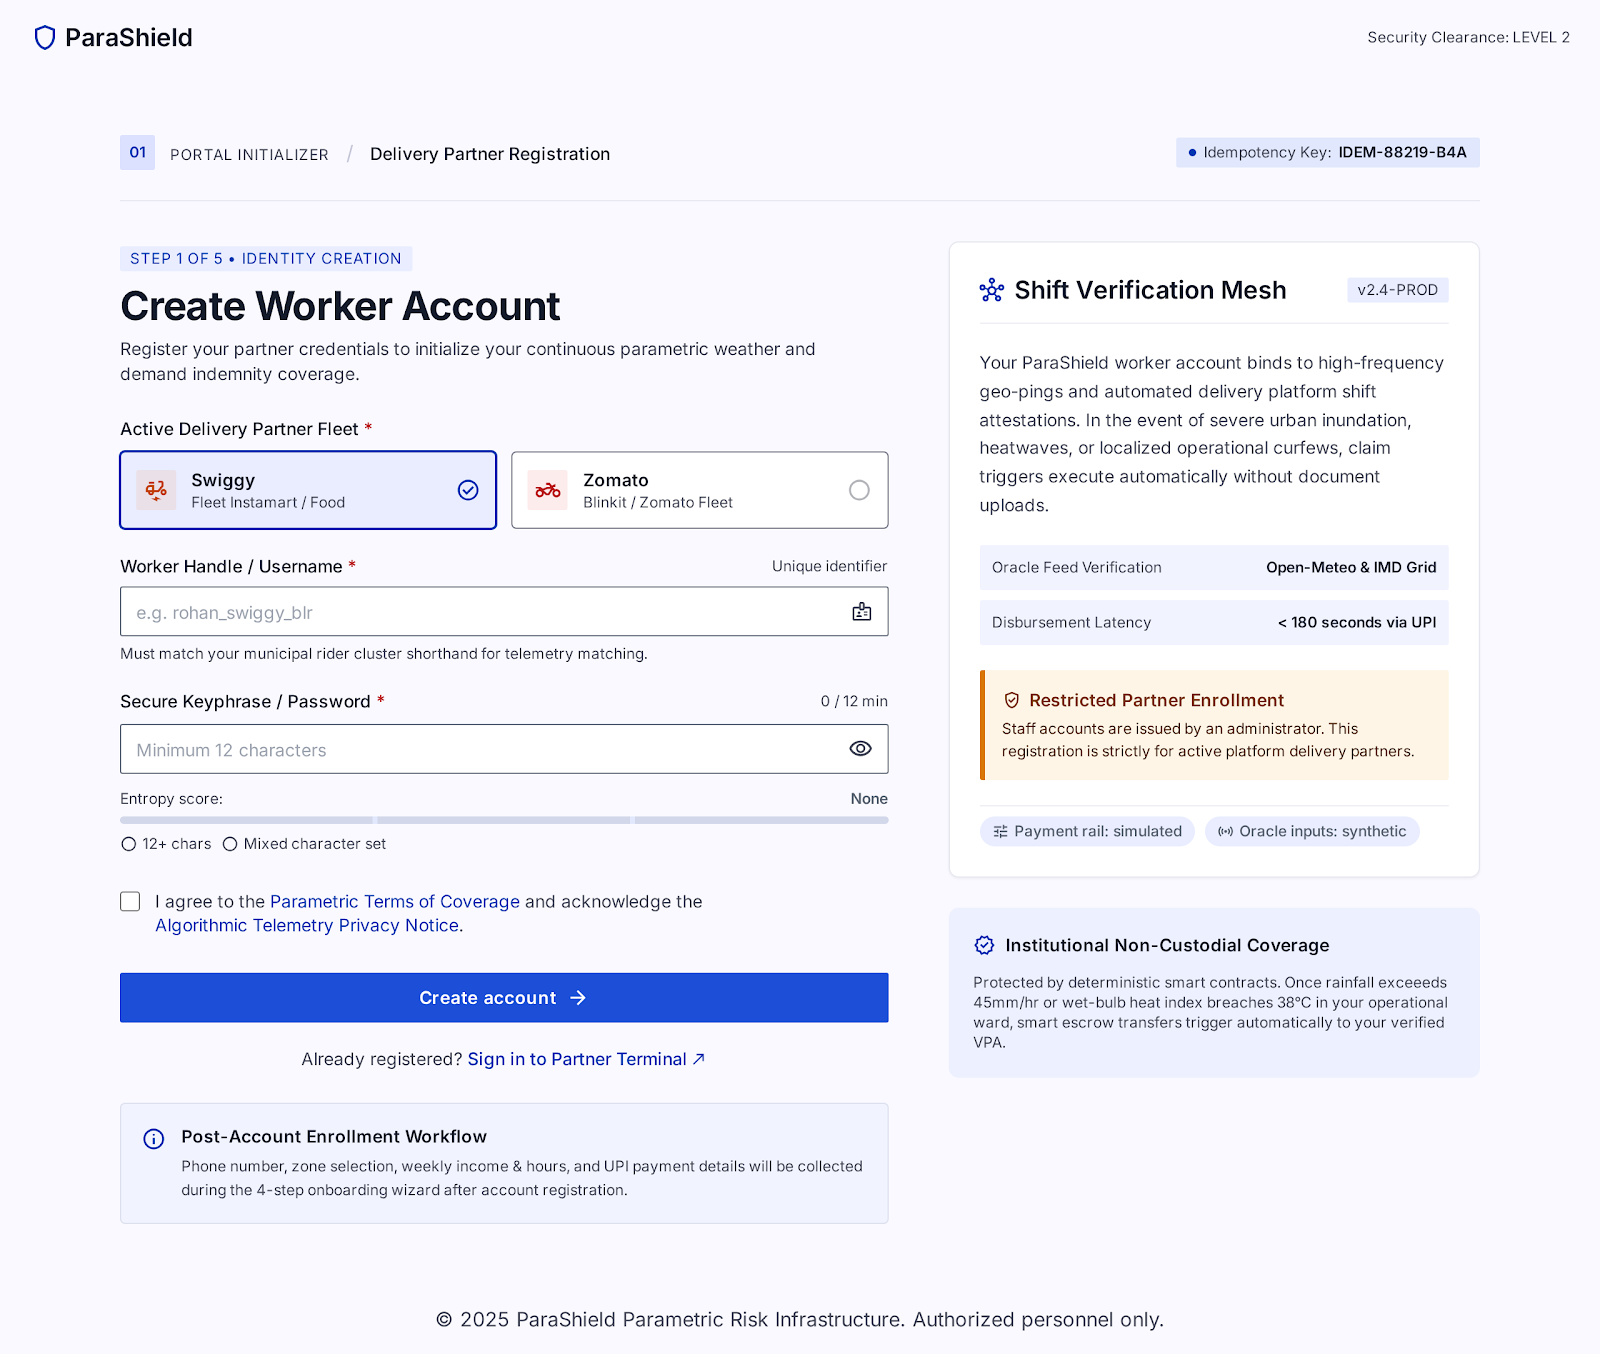 ParaShield
Security Clearance: LEVEL 2
01
PORTAL INITIALIZER / Delivery Partner Registration
Idempotency Key: IDEM-88219-B4A
STEP 1 OF 5 • IDENTITY CREATION
Create Worker Account
Register your partner credentials to initialize your continuous parametric weather and
demand indemnity coverage.
Active Delivery Partner Fleet *
Swiggy
Fleet Instamart / Food
Zomato
Blinkit / Zomato Fleet
Worker Handle / Username *
Unique identifier
e.g. rohan_swiggy_blr
Must match your municipal rider cluster shorthand for telemetry matching.
Secure Keyphrase / Password *
0 / 12 min
Minimum 12 characters
Entropy score:
None
12+ chars
Mixed character set
I agree to the Parametric Terms of Coverage and acknowledge the
Algorithmic Telemetry Privacy Notice.
Create account →
Already registered? Sign in to Partner Terminal ↗
Post-Account Enrollment Workflow
Phone number, zone selection, weekly income & hours, and UPI payment details will be collected
during the 4-step onboarding wizard after account registration.
Shift Verification Mesh
v2.4-PROD
Your ParaShield worker account binds to high-frequency
geo-pings and automated delivery platform shift
attestations. In the event of severe urban inundation,
heatwaves, or localized operational curfews, claim
triggers execute automatically without document
uploads.
Oracle Feed Verification
Open-Meteo & IMD Grid
Disbursement Latency
< 180 seconds via UPI
Restricted Partner Enrollment
Staff accounts are issued by an administrator. This
registration is strictly for active platform delivery partners.
Payment rail: simulated
Oracle inputs: synthetic
Institutional Non-Custodial Coverage
Protected by deterministic smart contracts. Once rainfall exceeeds
45mm/hr or wet-bulb heat index breaches 38°C in your operational
ward, smart escrow transfers trigger automatically to your verified
VPA.
© 2025 ParaShield Parametric Risk Infrastructure. Authorized personnel only.